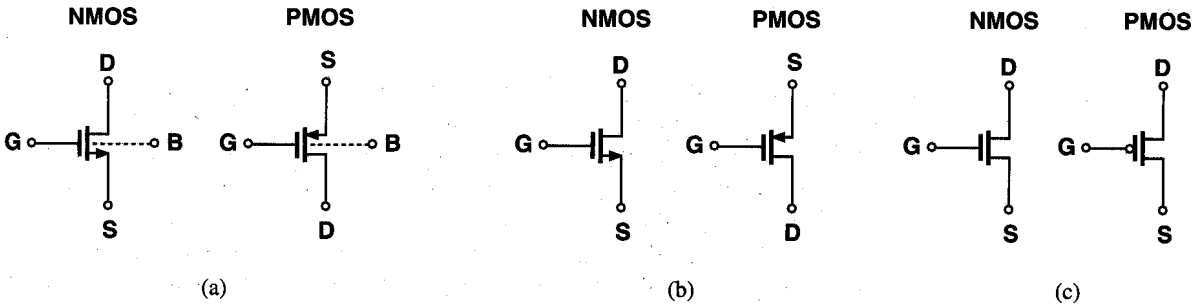 NMOS PMOS NMOS PMOS NMOS PMOS
D S D S D D
G B G B G G G G
S D S D S S
(a) (b) (c)